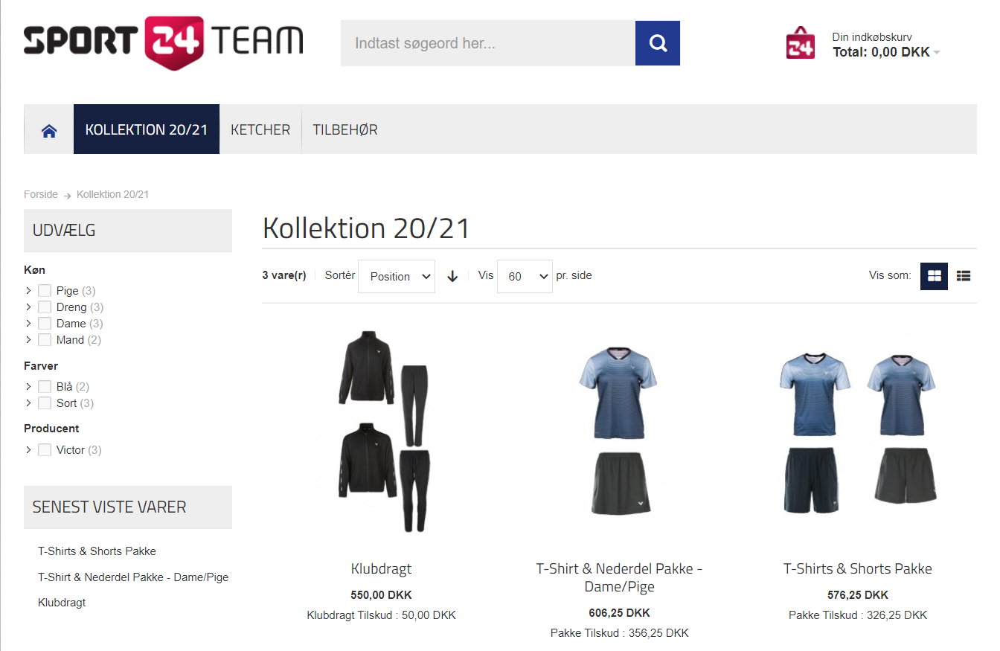 SPORT 24 TEAM
Indtast søgeord her...
Din indkøbskurv
24
Total: 0,00 DKK
KOLLEKTION 20/21
KETCHER
TILBEHØR
Forside
Kollektion 20/21
UDVÆLG
Køn
Pige (3)
Dreng (3)
Dame (3)
Mand (2)
Farver
Blå (2)
Sort (3)
Producent
Victor (3)
SENEST VISTE VARER
T-Shirts & Shorts Pakke
T-Shirt & Nederdel Pakke - Dame/Pige
Klubdragt
Kollektion 20/21
3 vare(r)
Sortér
Position
Vis
60
pr. side
Vis som:
Klubdragt
550,00 DKK
Klubdragt Tilskud : 50,00 DKK
T-Shirt & Nederdel Pakke -
Dame/Pige
606,25 DKK
Pakke Tilskud : 356,25 DKK
T-Shirts & Shorts Pakke
576,25 DKK
Pakke Tilskud : 326,25 DKK